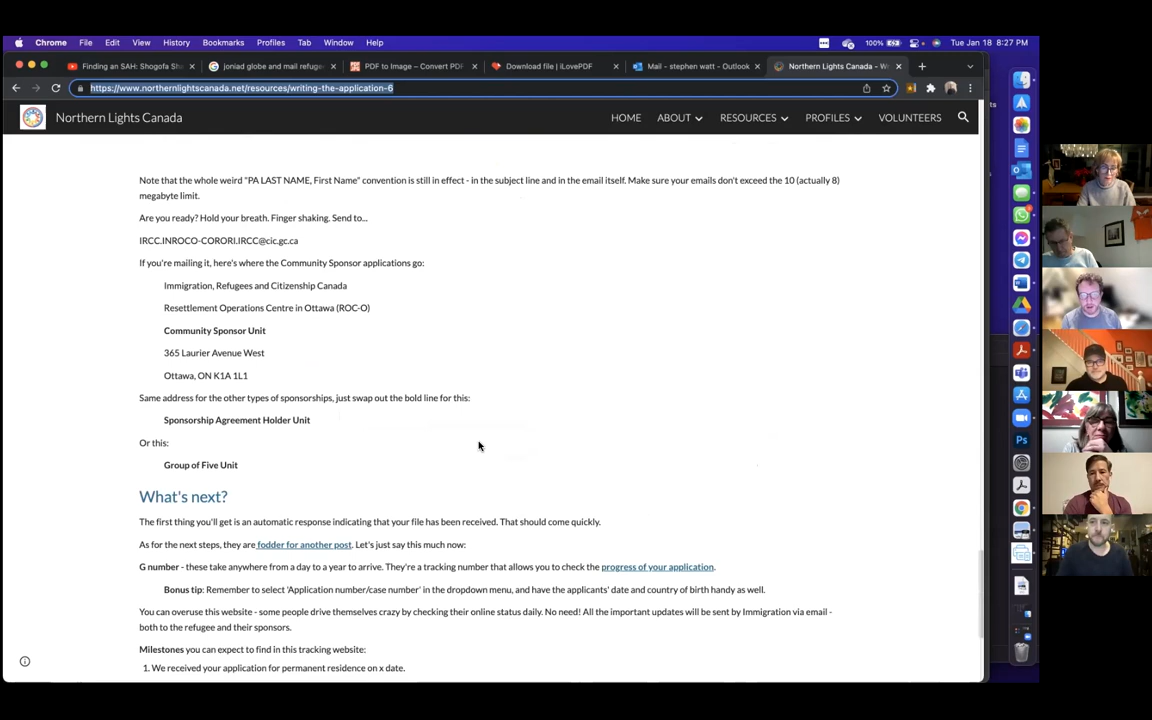 Chrome File Edit View History Bookmarks Profiles Tab Window Help 100% Tue Jan 18 8:27 PM
Finding an SAH: Shogofa Sh joniad globe and mail refuge PDF to Image – Convert PDF Download file | iLovePDF Mail - stephen watt - Outlook Northern Lights Canada - W
https://www.northernlightscanada.net/resources/writing-the-application-6
Northern Lights Canada HOME ABOUT RESOURCES PROFILES VOLUNTEERS
Note that the whole weird "PA LAST NAME, First Name" convention is still in effect - in the subject line and in the email itself. Make sure your emails don't exceed the 10 (actually 8)
megabyte limit.
Are you ready? Hold your breath. Finger shaking. Send to...
IRCC.INROCO-CORORI.IRCC@cic.gc.ca
If you're mailing it, here's where the Community Sponsor applications go:
Immigration, Refugees and Citizenship Canada
Resettlement Operations Centre in Ottawa (ROC-O)
Community Sponsor Unit
365 Laurier Avenue West
Ottawa, ON K1A 1L1
Same address for the other types of sponsorships, just swap out the bold line for this:
Sponsorship Agreement Holder Unit
Or this:
Group of Five Unit
What's next?
The first thing you'll get is an automatic response indicating that your file has been received. That should come quickly.
As for the next steps, they are fodder for another post. Let's just say this much now:
G number - these take anywhere from a day to a year to arrive. They're a tracking number that allows you to check the progress of your application.
Bonus tip: Remember to select 'Application number/case number' in the dropdown menu, and have the applicants' date and country of birth handy as well.
You can overuse this website - some people drive themselves crazy by checking their online status daily. No need! All the important updates will be sent by Immigration via email -
both to the refugee and their sponsors.
Milestones you can expect to find in this tracking website:
1. We received your application for permanent residence on x date.
Ps